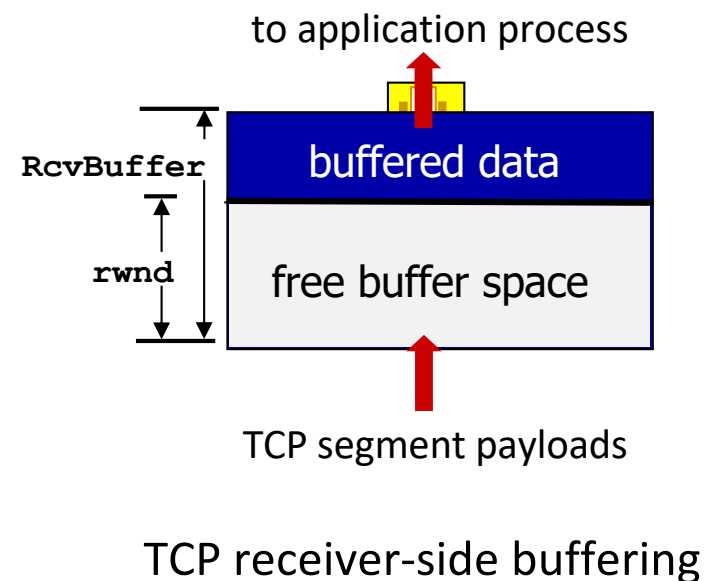 to application process
RcvBuffer
buffered data
rwnd
free buffer space
TCP segment payloads
TCP receiver-side buffering